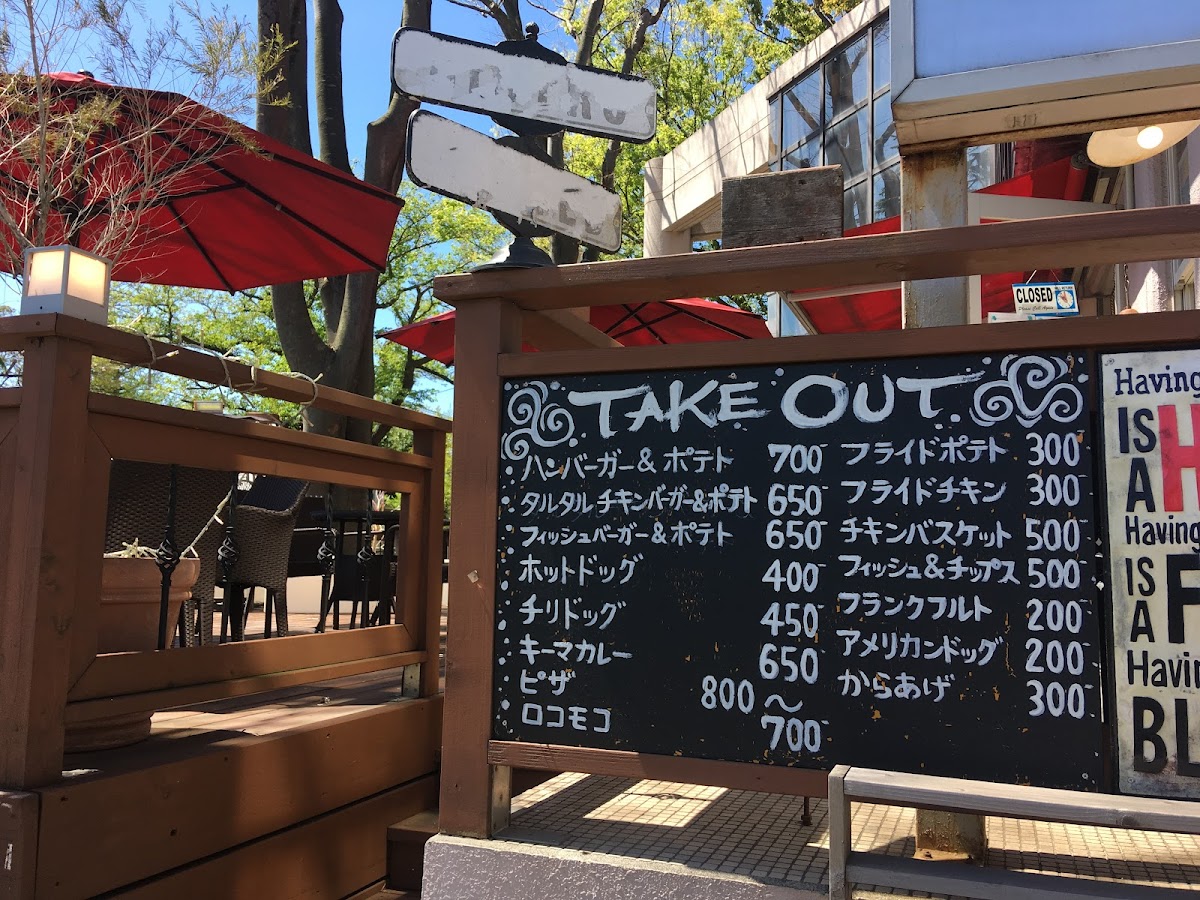 CLOSED
TAKE OUT
ハンバーガー& ポテト 700
タルタルチキンバーガー&ポテト 650
フィッシュバーガー&ポテト 650
ホットドッグ 400
チリドッグ 450
キーマカレー 650
ピザ 800〜
ロコモコ 700
フライドポテト 300
フライドチキン 300
チキンバスケット 500
フィッシュ&チップス 500
フランクフルト 200
アメリカンドッグ 200
からあげ 300
Having
IS
A
Having
IS
A
Having